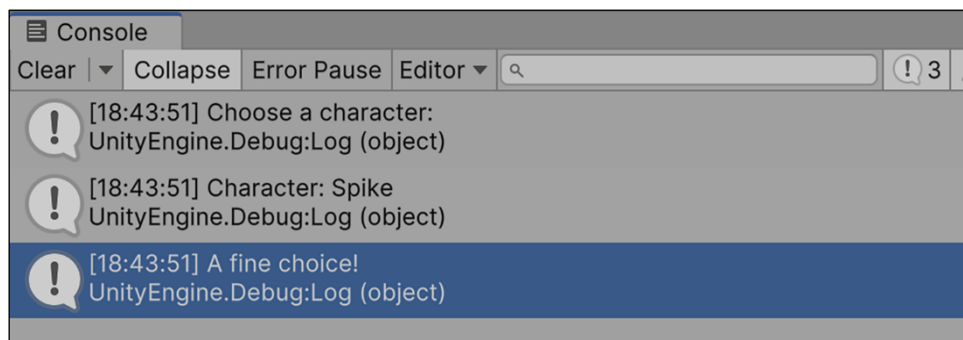 Console
Clear Collapse Error Pause Editor 3
[18:43:51] Choose a character:
UnityEngine.Debug:Log (object)
[18:43:51] Character: Spike
UnityEngine.Debug:Log (object)
[18:43:51] A fine choice!
UnityEngine.Debug:Log (object)